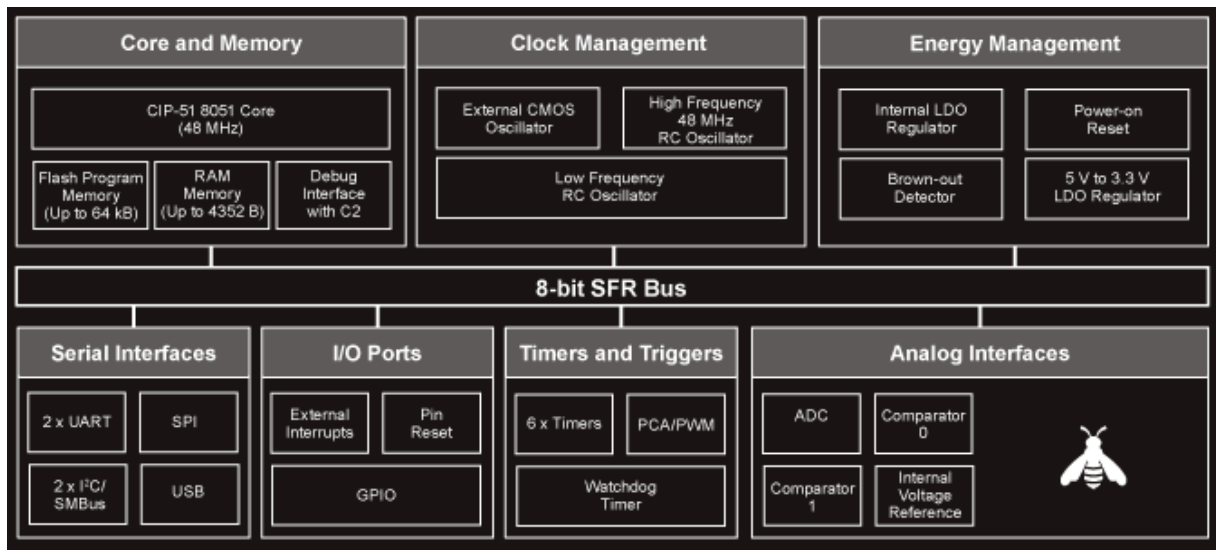 Core and Memory
CIP-51 8051 Core
(48 MHz)
Flash Program
Memory
(Up to 64 kB)
RAM
Memory
(Up to 4352 B)
Debug
Interface
with C2
Clock Management
External CMOS
Oscillator
High Frequency
48 MHz
RC Oscillator
Low Frequency
RC Oscillator
Energy Management
Internal LDO
Regulator
Power-on
Reset
Brown-out
Detector
5 V to 3.3 V
LDO Regulator
8-bit SFR Bus
Serial Interfaces
2 x UART
SPI
2 x I²C/
SMBus
USB
I/O Ports
External
Interrupts
Pin
Reset
GPIO
Timers and Triggers
6 x Timers
PCA/PWM
Watchdog
Timer
Analog Interfaces
ADC
Comparator
0
Comparator
1
Internal
Voltage
Reference